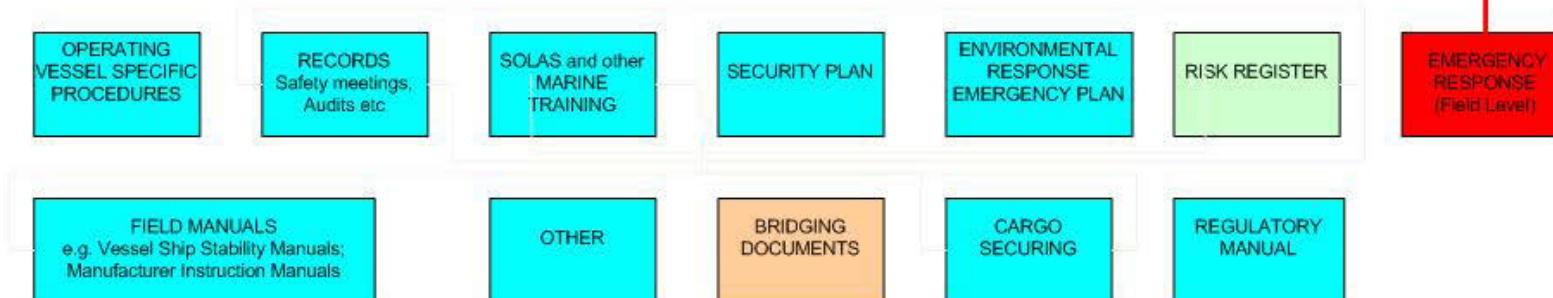 OPERATING
VESSEL SPECIFIC
PROCEDURES
RECORDS
Safety meetings,
Audits etc
SOLAS and other
MARINE
TRAINING
SECURITY PLAN
ENVIRONMENTAL
RESPONSE
EMERGENCY PLAN
RISK REGISTER
EMERGENCY
RESPONSE
(Field Level)
FIELD MANUALS
e.g. Vessel Ship Stability Manuals;
Manufacturer Instruction Manuals
OTHER
BRIDGING
DOCUMENTS
CARGO
SECURING
REGULATORY
MANUAL